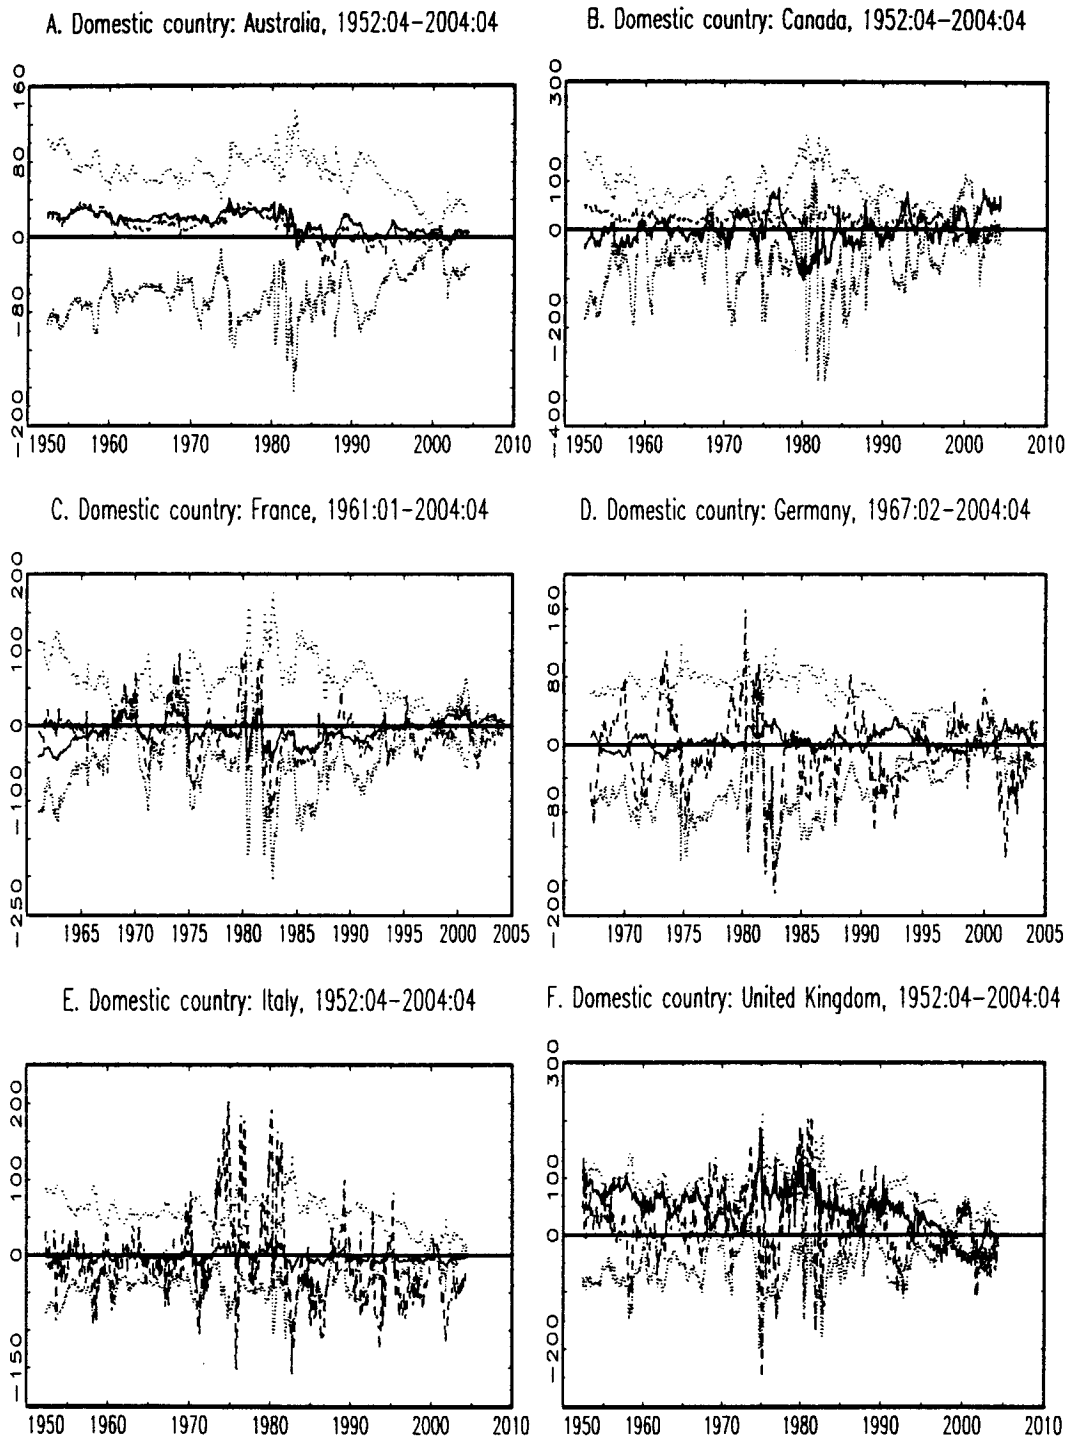 A. Domestic country: Australia, 1952:04-2004:04
B. Domestic country: Canada, 1952:04-2004:04
160
80
0
-80
-200
1950 1960 1970 1980 1990 2000 2010
300
100
0
-200
-400
1950 1960 1970 1980 1990 2000 2010
C. Domestic country: France, 1961:01-2004:04
D. Domestic country: Germany, 1967:02-2004:04
200
100
0
-100
-250
1965 1970 1975 1980 1985 1990 1995 2000 2005
160
80
0
-80
-200
1970 1975 1980 1985 1990 1995 2000 2005
E. Domestic country: Italy, 1952:04-2004:04
F. Domestic country: United Kingdom, 1952:04-2004:04
200
100
0
-150
1950 1960 1970 1980 1990 2000 2010
300
100
0
-200
1950 1960 1970 1980 1990 2000 2010